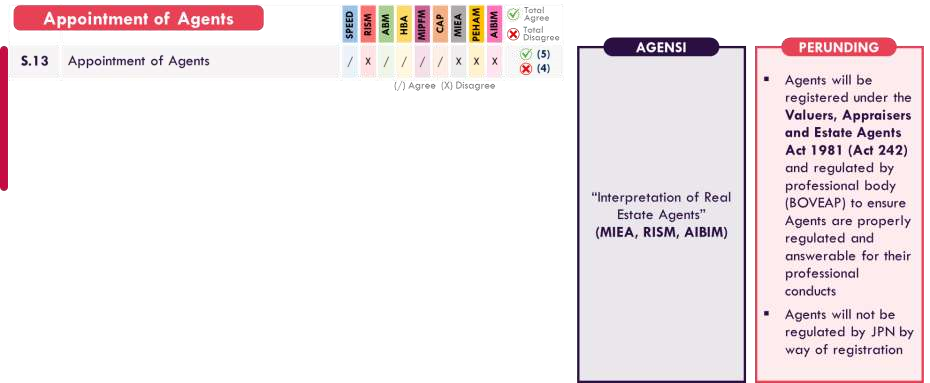 Appointment of Agents
SPEED RISM ABM HBA MIPFM CAP MIEA PEHAM AIBIM
Total Agree
Total Disagree
S.13 Appointment of Agents / X / / / / X X X (5)
(4)
(/) Agree (X) Disagree
AGENSI
“Interpretation of Real
Estate Agents”
(MIEA, RISM, AIBIM)
PERUNDING
▪ Agents will be
registered under the
Valuers, Appraisers
and Estate Agents
Act 1981 (Act 242)
and regulated by
professional body
(BOVEAP) to ensure
Agents are properly
regulated and
answerable for their
professional
conducts
▪ Agents will not be
regulated by JPN by
way of registration